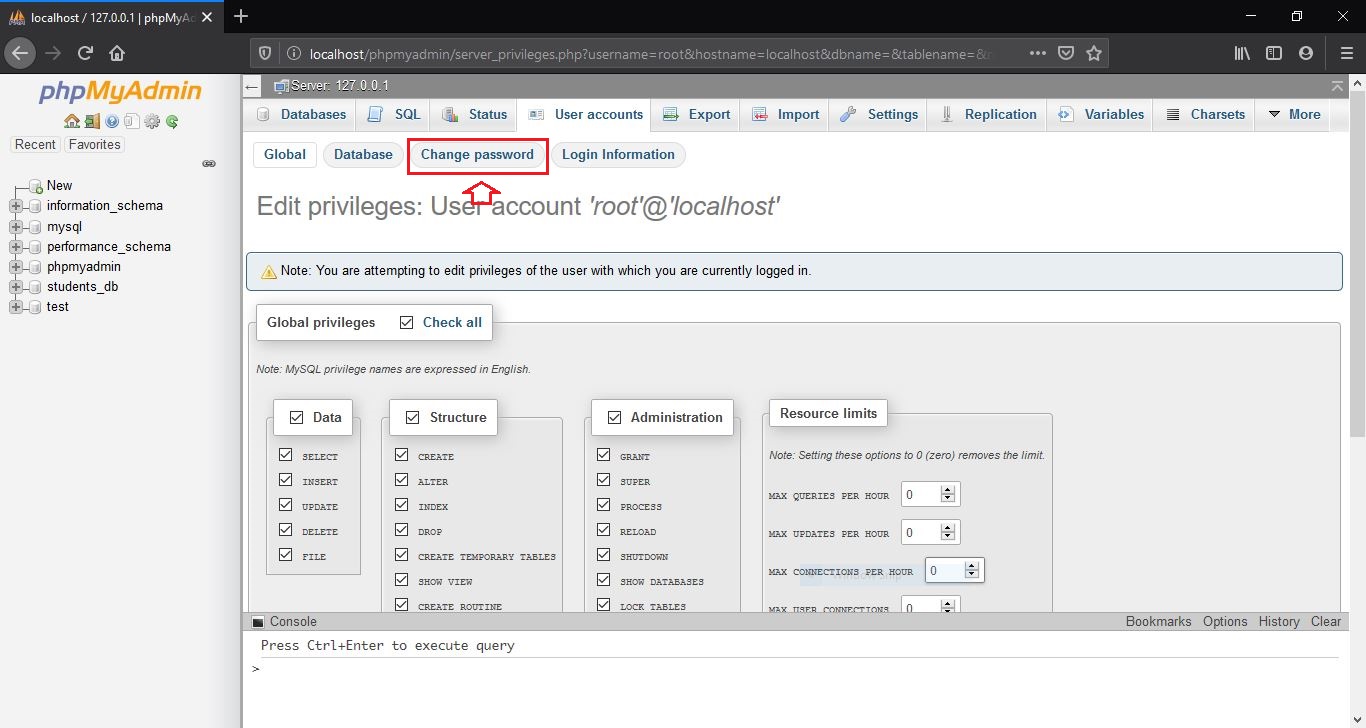 localhost / 127.0.0.1 | phpMyAd
localhost/phpmyadmin/server_privileges.php?username=root&hostname=localhost&dbname=&tablename=&
phpMyAdmin
Recent Favorites
New
information_schema
mysql
performance_schema
phpmyadmin
students_db
test
Server: 127.0.0.1
Databases SQL Status User accounts Export Import Settings Replication Variables Charsets More
Global Database Change password Login Information
Edit privileges: User account 'root'@'localhost'
Note: You are attempting to edit privileges of the user with which you are currently logged in.
Global privileges Check all
Note: MySQL privilege names are expressed in English.
Data
SELECT
INSERT
UPDATE
DELETE
FILE
Structure
CREATE
ALTER
INDEX
DROP
CREATE TEMPORARY TABLES
SHOW VIEW
CREATE ROUTINE
Administration
GRANT
SUPER
PROCESS
RELOAD
SHUTDOWN
SHOW DATABASES
LOCK TABLES
Resource limits
Note: Setting these options to 0 (zero) removes the limit.
MAX QUERIES PER HOUR 0
MAX UPDATES PER HOUR 0
MAX CONNECTIONS PER HOUR 0
MAX USER CONNECTIONS 0
Console Bookmarks Options History Clear
Press Ctrl+Enter to execute query
>